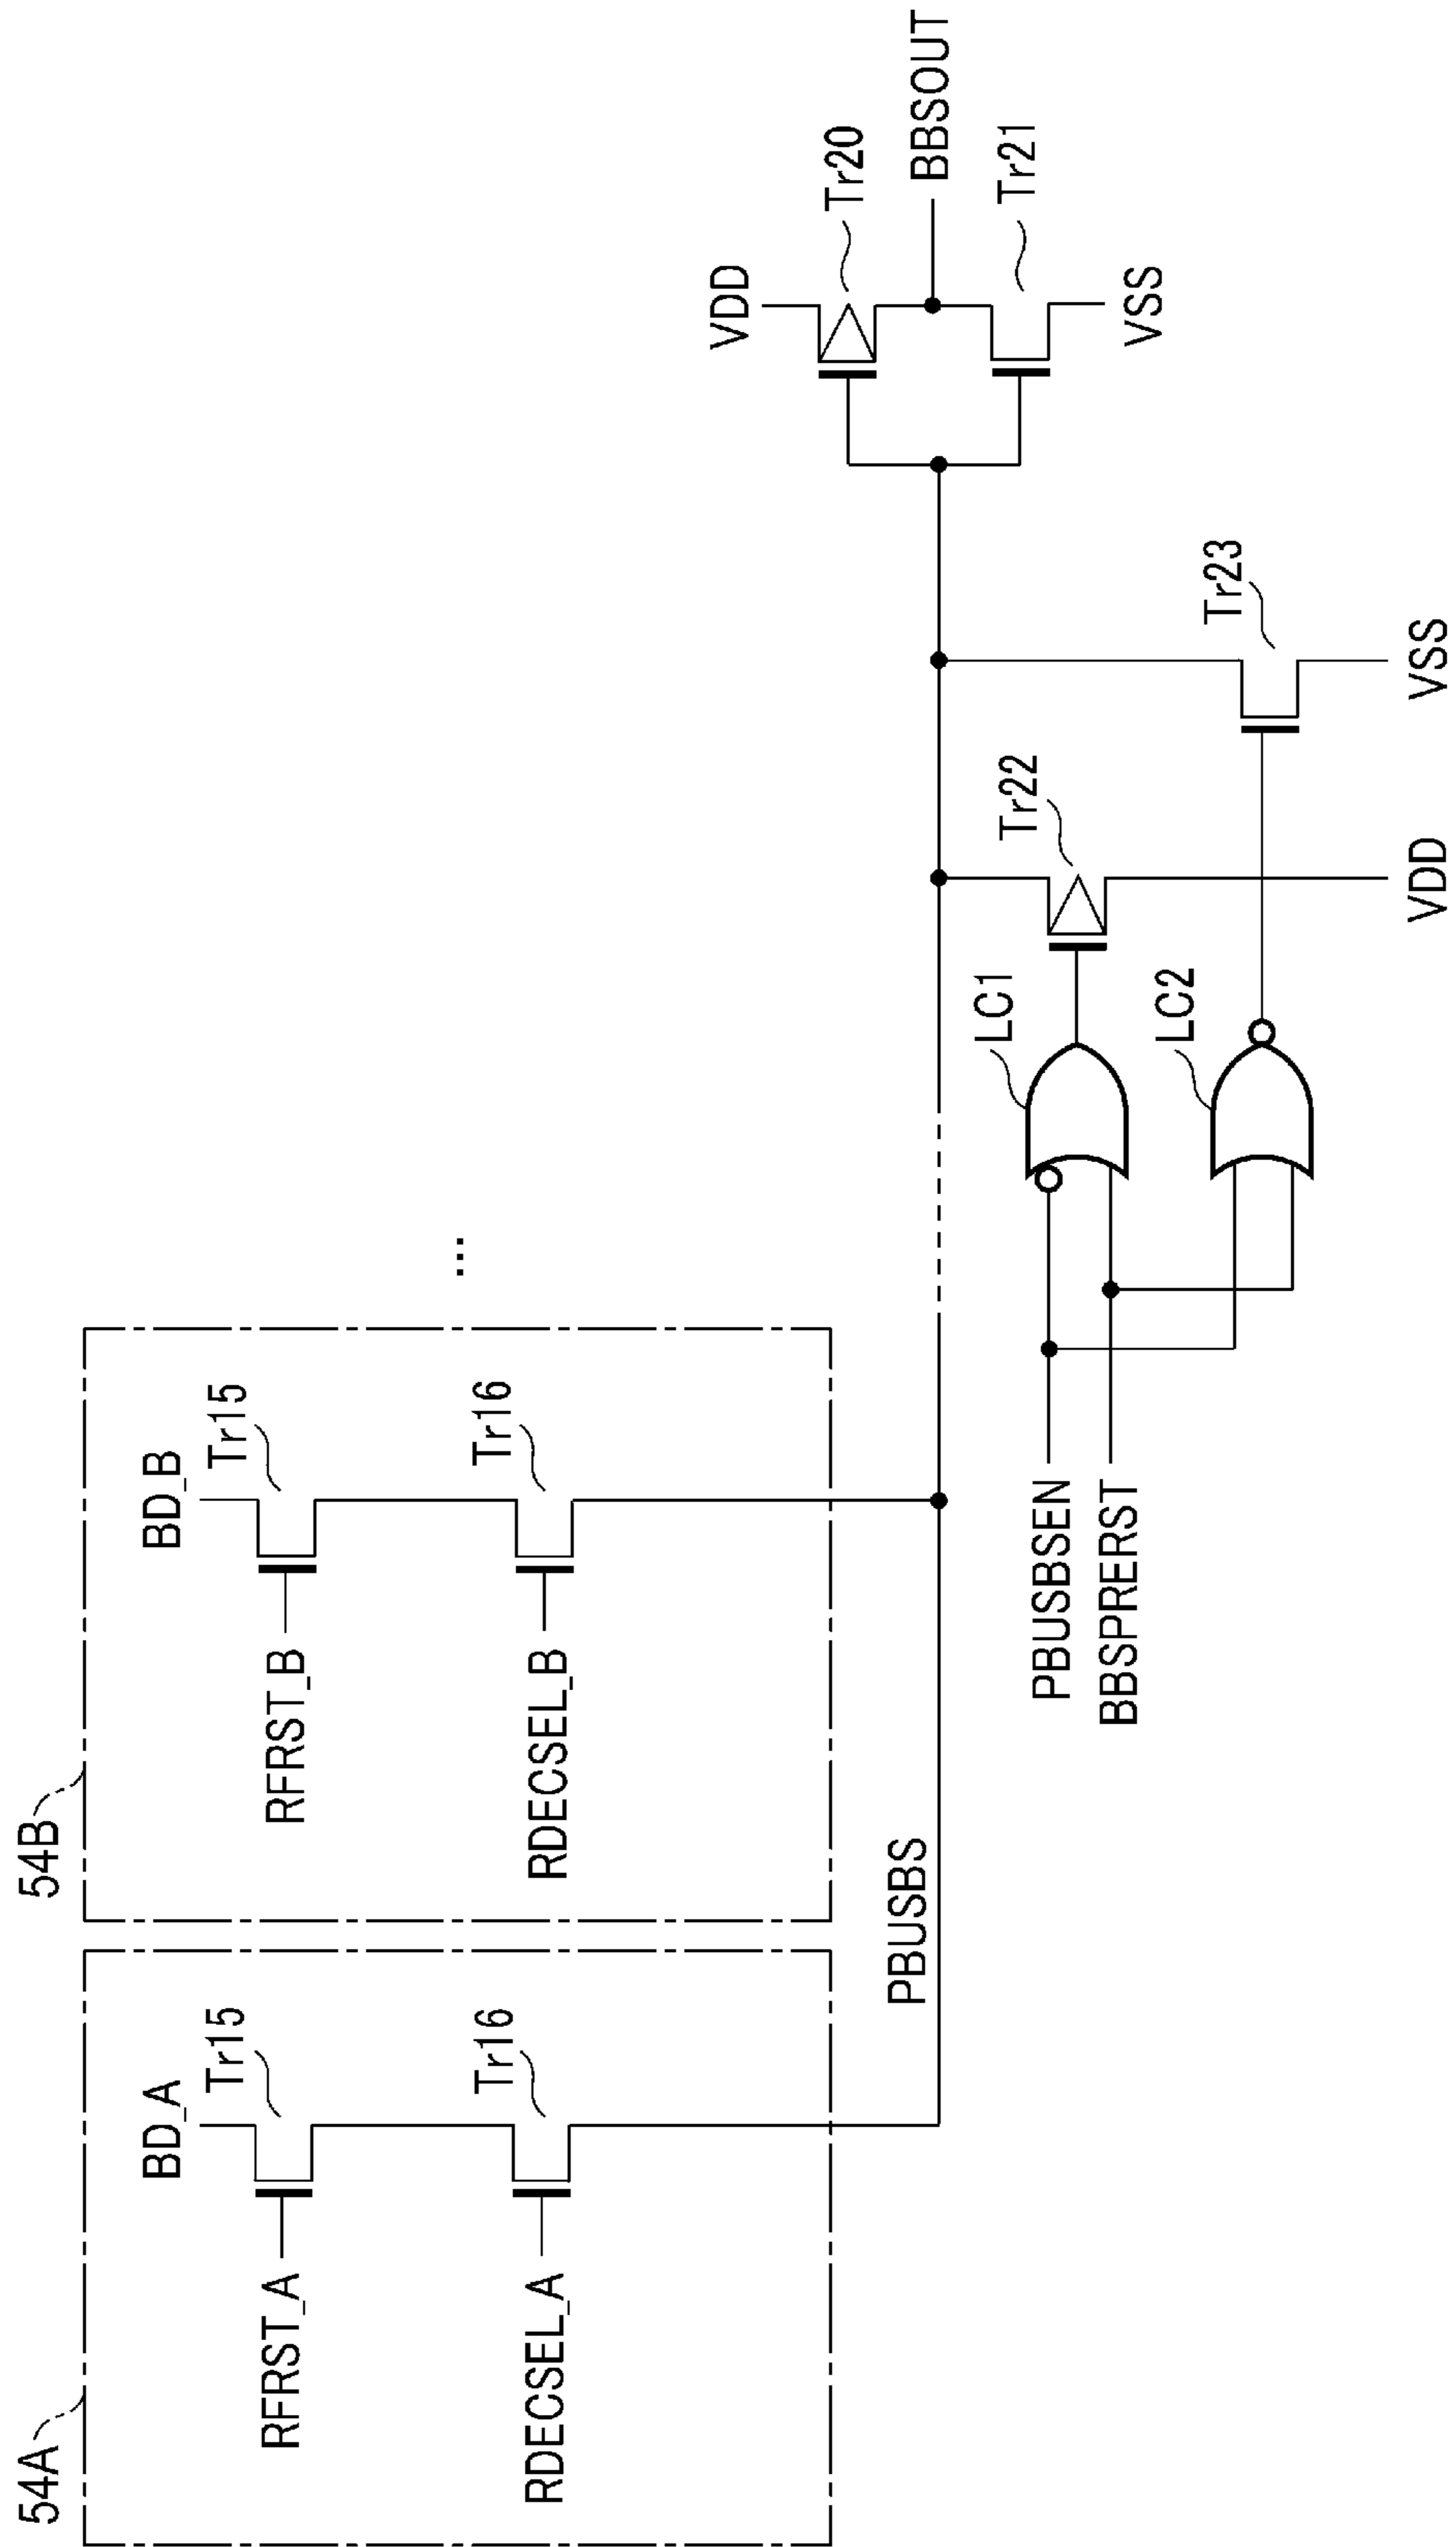 54A
BD_A
Tr15
RFRST_A
Tr16
RDECSEL_A
54B
BD_B
Tr15
RFRST_B
Tr16
RDECSEL_B
...
PBUSBS
PBUSBSEN
BBSPRERST
LC1
LC2
Tr22
VDD
Tr23
VSS
VDD
Tr20
BBSOUT
Tr21
VSS